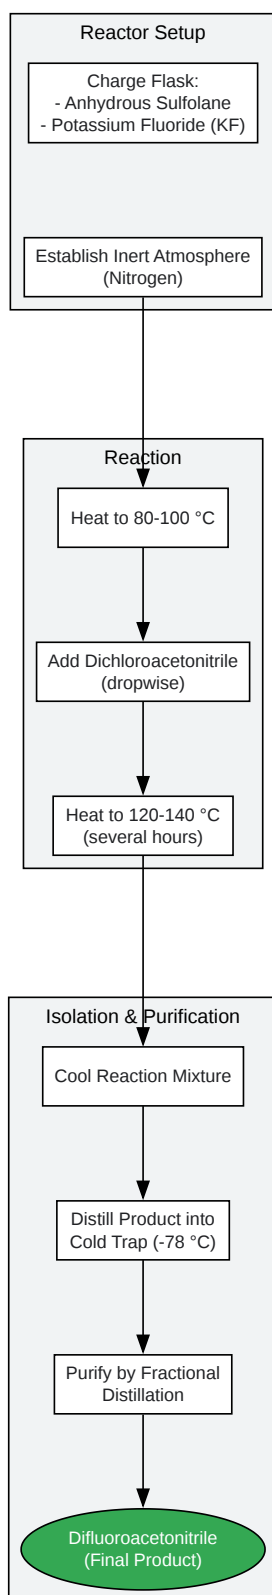 Reactor Setup
Charge Flask:
- Anhydrous Sulfolane
- Potassium Fluoride (KF)
Establish Inert Atmosphere
(Nitrogen)
Reaction
Heat to 80-100 °C
Add Dichloroacetonitrile
(dropwise)
Heat to 120-140 °C
(several hours)
Isolation & Purification
Cool Reaction Mixture
Distill Product into
Cold Trap (-78 °C)
Purify by Fractional
Distillation
Difluoroacetonitrile
(Final Product)